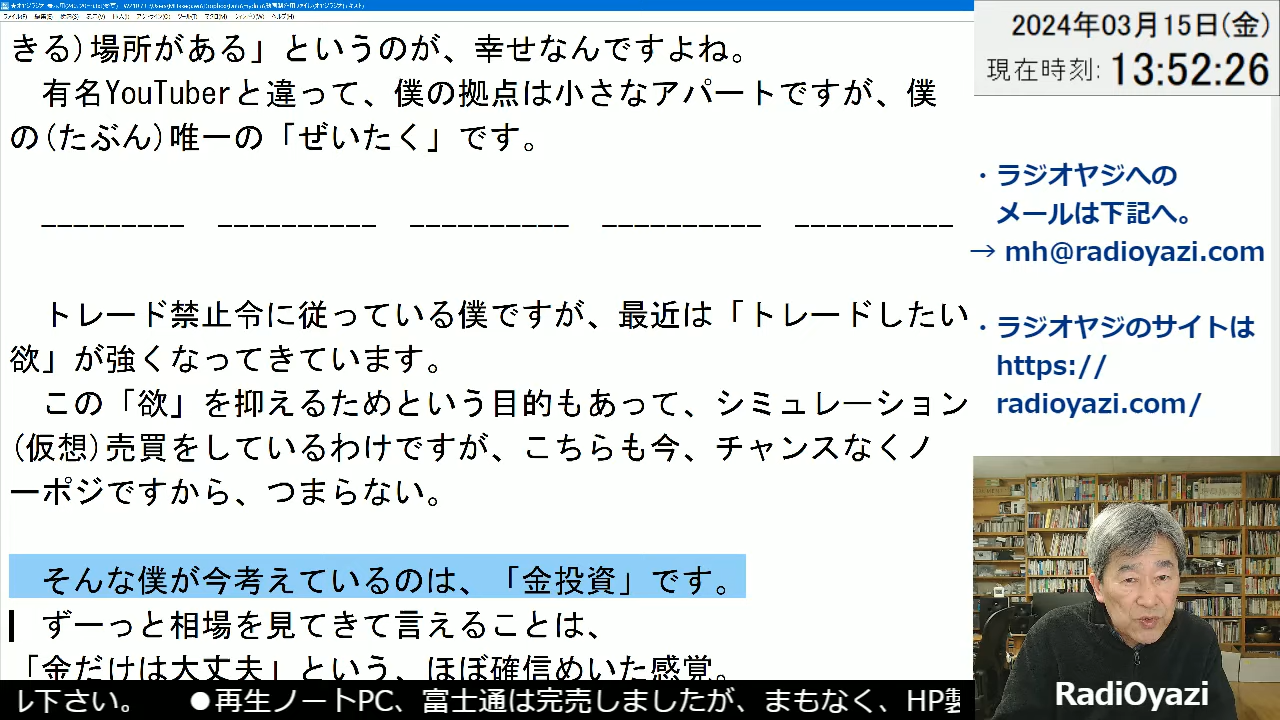 きる)場所がある」というのが、幸せなんですよね。
有名YouTuberと違って、僕の拠点は小さなアパートですが、僕
の(たぶん)唯一の「ぜいたく」です。
トレード禁止令に従っている僕ですが、最近は「トレードしたい
欲」が強くなってきています。
この「欲」を抑えるためという目的もあって、シミュレーション
(仮想)売買をしているわけですが、こちらも今、チャンスなくノ
ーポジですから、つまらない。
そんな僕が今考えているのは、「金投資」です。
ずーっと相場を見てきて言えることは、
「金だけは大丈夫」という、ほぼ確信めいた感覚。
2024年03月15日(金)
現在時刻: 13:52:26
・ラジオヤジへの
メールは下記へ。
→ mh@radioyazi.com
・ラジオヤジのサイトは
https://
radioyazi.com/
RadiOyazi
レ下さい。 ●再生ノートPC、富士通は完売しましたが、まもなく、HP製